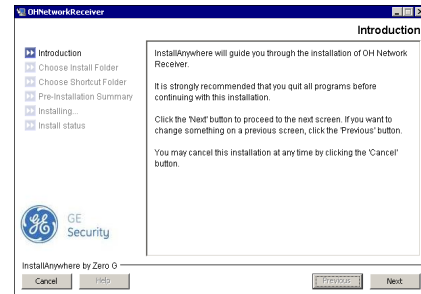 OHNetworkReceiver
Introduction
Introduction
Choose Install Folder
Choose Shortcut Folder
Pre-Installation Summary
Installing...
Install status
InstallAnywhere will guide you through the installation of OH Network
Receiver.
It is strongly recommended that you quit all programs before
continuing with this installation.
Click the 'Next' button to proceed to the next screen. If you want to
change something on a previous screen, click the 'Previous' button.
You may cancel this installation at any time by clicking the 'Cancel'
button.
GE
Security
InstallAnywhere by Zero G
Cancel
Help
Previous
Next